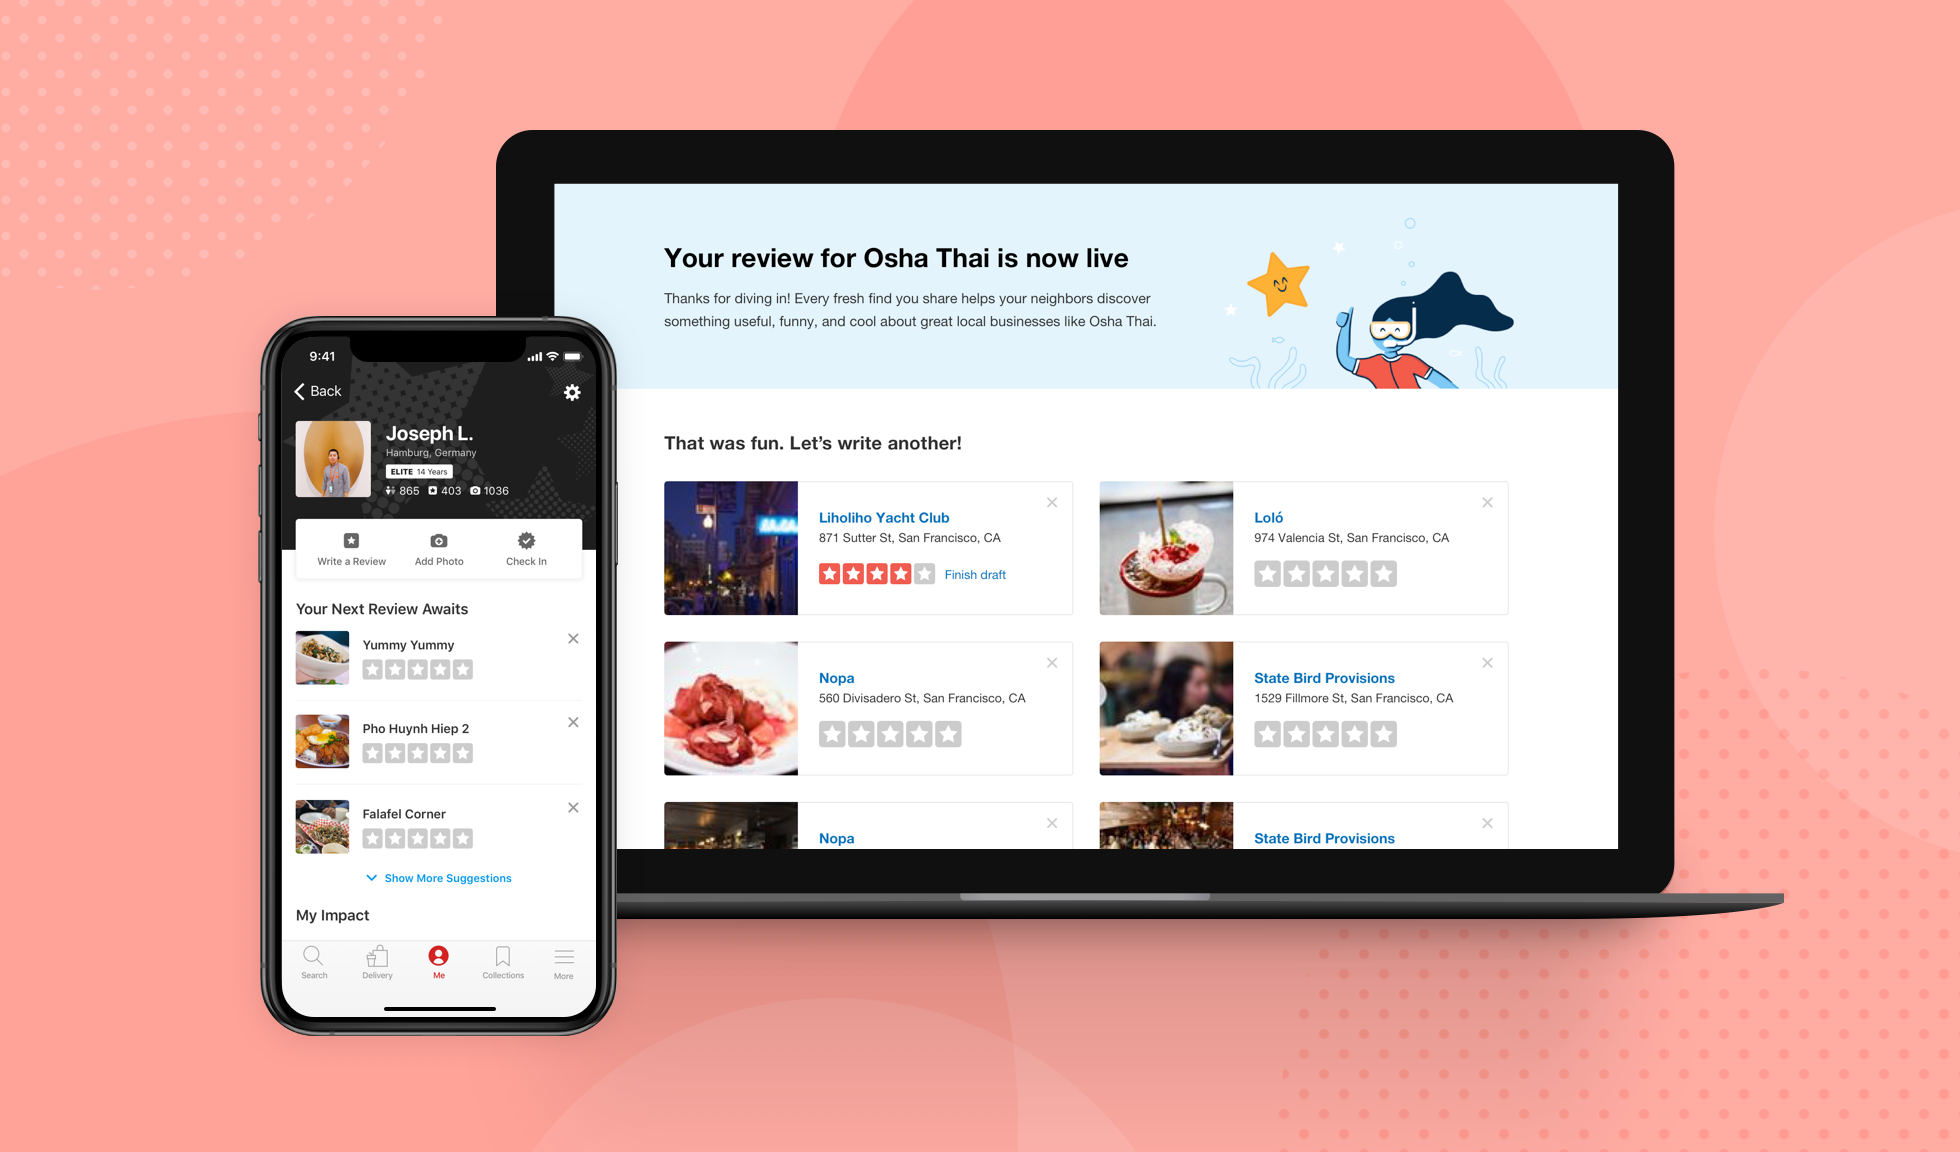 9:41
Back
Joseph L.
Hamburg, Germany
ELITE 14 Years
865 403 1036
Write a Review Add Photo Check In
Your Next Review Awaits
Yummy Yummy
Pho Huynh Hiep 2
Falafel Corner
Show More Suggestions
My Impact
Search Delivery Me Collections More
Your review for Osha Thai is now live
Thanks for diving in! Every fresh find you share helps your neighbors discover
something useful, funny, and cool about great local businesses like Osha Thai.
That was fun. Let’s write another!
Liholiho Yacht Club
871 Sutter St, San Francisco, CA
Finish draft
Loló
974 Valencia St, San Francisco, CA
Nopa
560 Divisadero St, San Francisco, CA
State Bird Provisions
1529 Fillmore St, San Francisco, CA
Nopa
State Bird Provisions